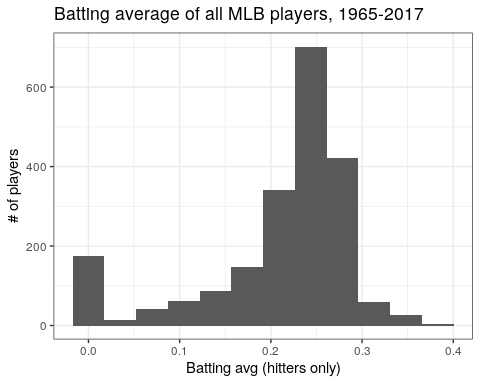 Batting average of all MLB players, 1965-2017
# of players
600
400
200
0
0.0 0.1 0.2 0.3 0.4
Batting avg (hitters only)